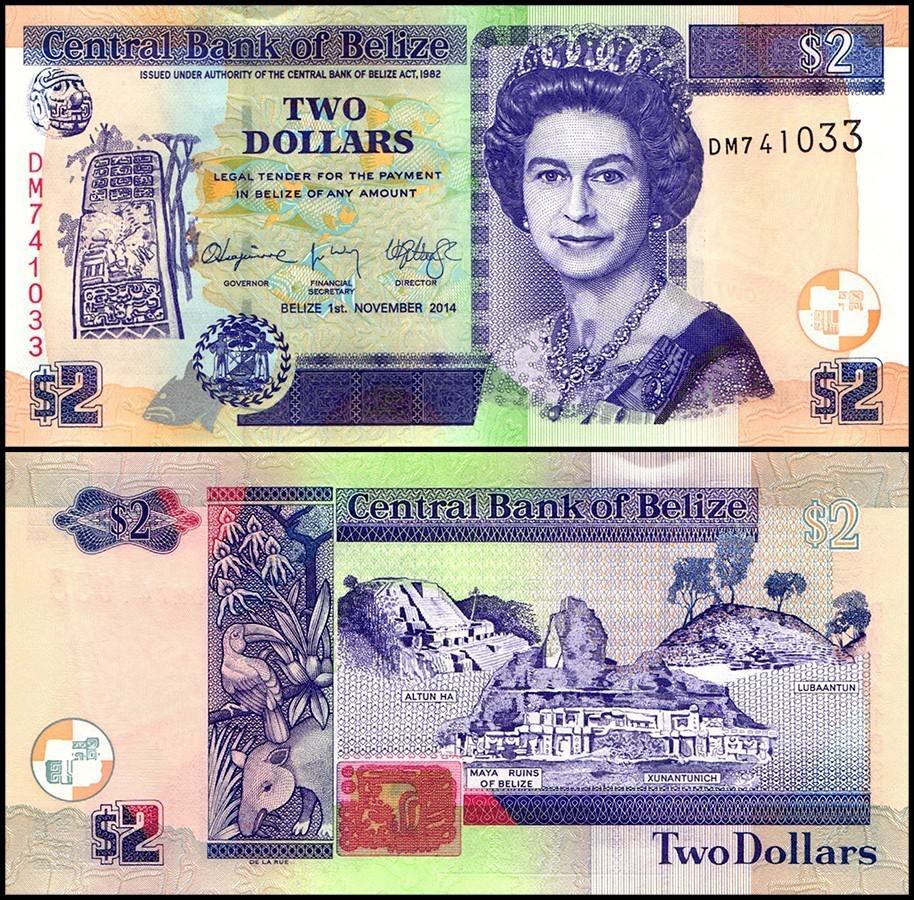 Central Bank of Belize
$2
ISSUED UNDER AUTHORITY OF THE CENTRAL BANK OF BELIZE ACT, 1982
TWO
DOLLARS
DM741033
LEGAL TENDER FOR THE PAYMENT
IN BELIZE OF ANY AMOUNT
DM741033
GOVERNOR
FINANCIAL
SECRETARY
DIRECTOR
BELIZE 1st. NOVEMBER 2014
$2
$2
$2
Central Bank of Belize
$2
ALTUN HA
LUBAANTUN
MAYA RUINS
OF BELIZE
XUNANTUNICH
$2
Two Dollars
DE LA RUE